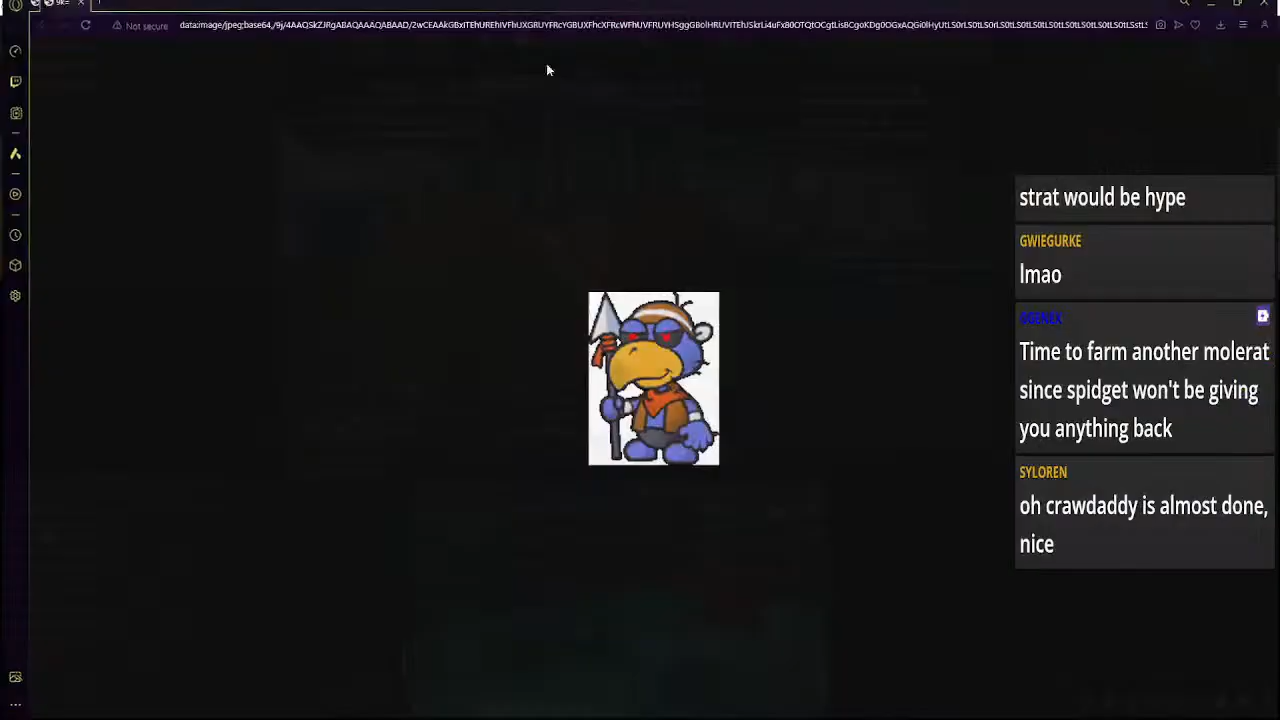 Not secure
strat would be hype
GWIEGURKE
lmao
Time to farm another molerat
since spidget won't be giving
you anything back
SYLOREN
oh crawdaddy is almost done,
nice